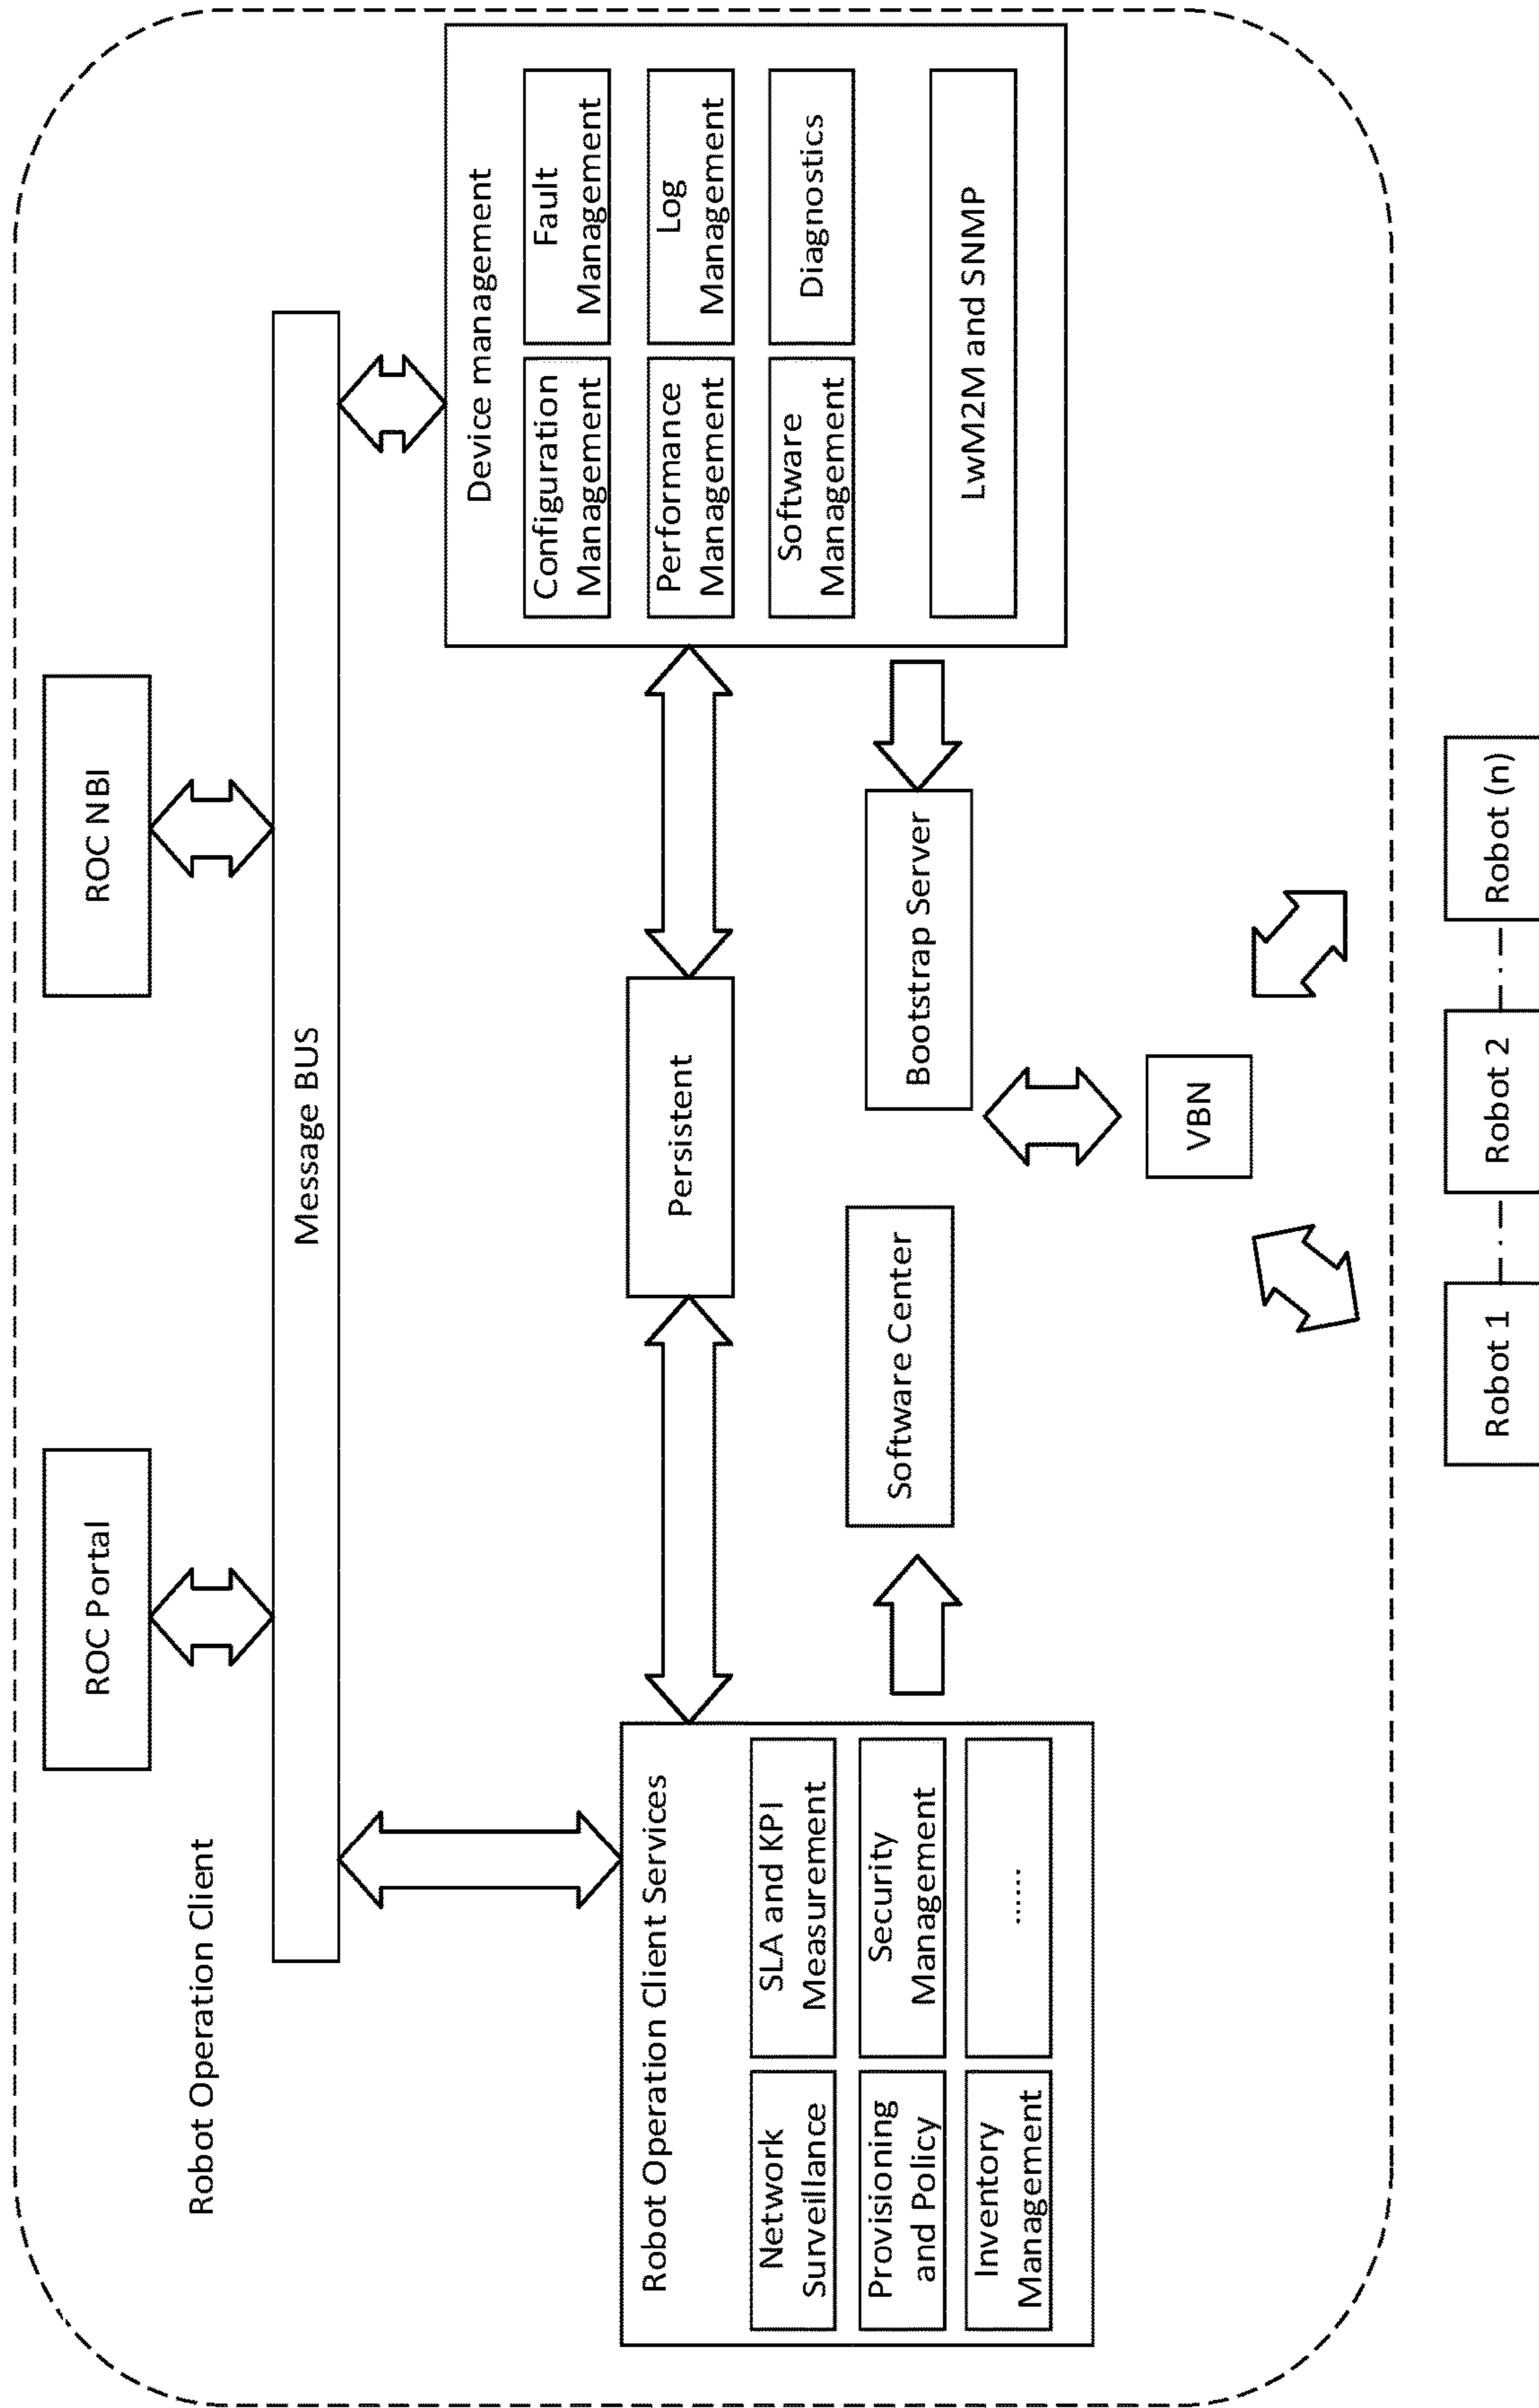 ROC Portal
ROC NBI
Robot Operation Client
Message BUS
Robot Operation Client Services
Network
Surveillance
SLA and KPI
Measurement
Provisioning
and Policy
Security
Management
Inventory
Management
......
Persistent
Software Center
Bootstrap Server
VBN
Device management
Configuration
Management
Fault
Management
Performance
Management
Log
Management
Software
Management
Diagnostics
LwM2M and SNMP
Robot 1
Robot 2
Robot (n)